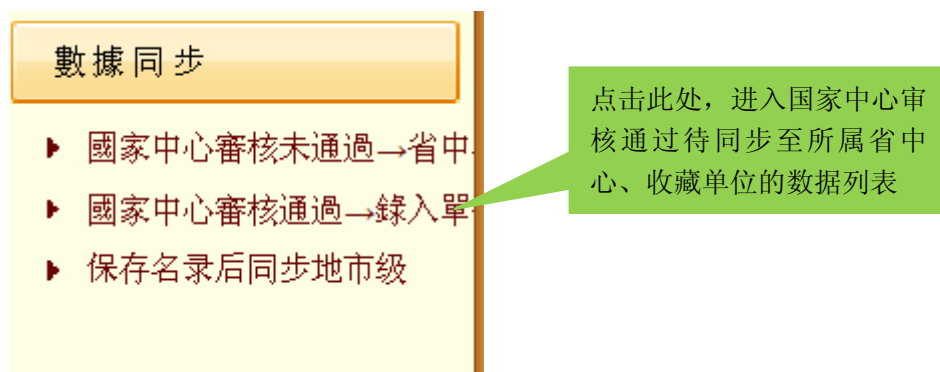 數據同步
國家中心審核未通過→省中
國家中心審核通過→錄入單
保存名录后同步地市级
点击此处，进入国家中心审
核通过待同步至所属省中
心、收藏单位的数据列表